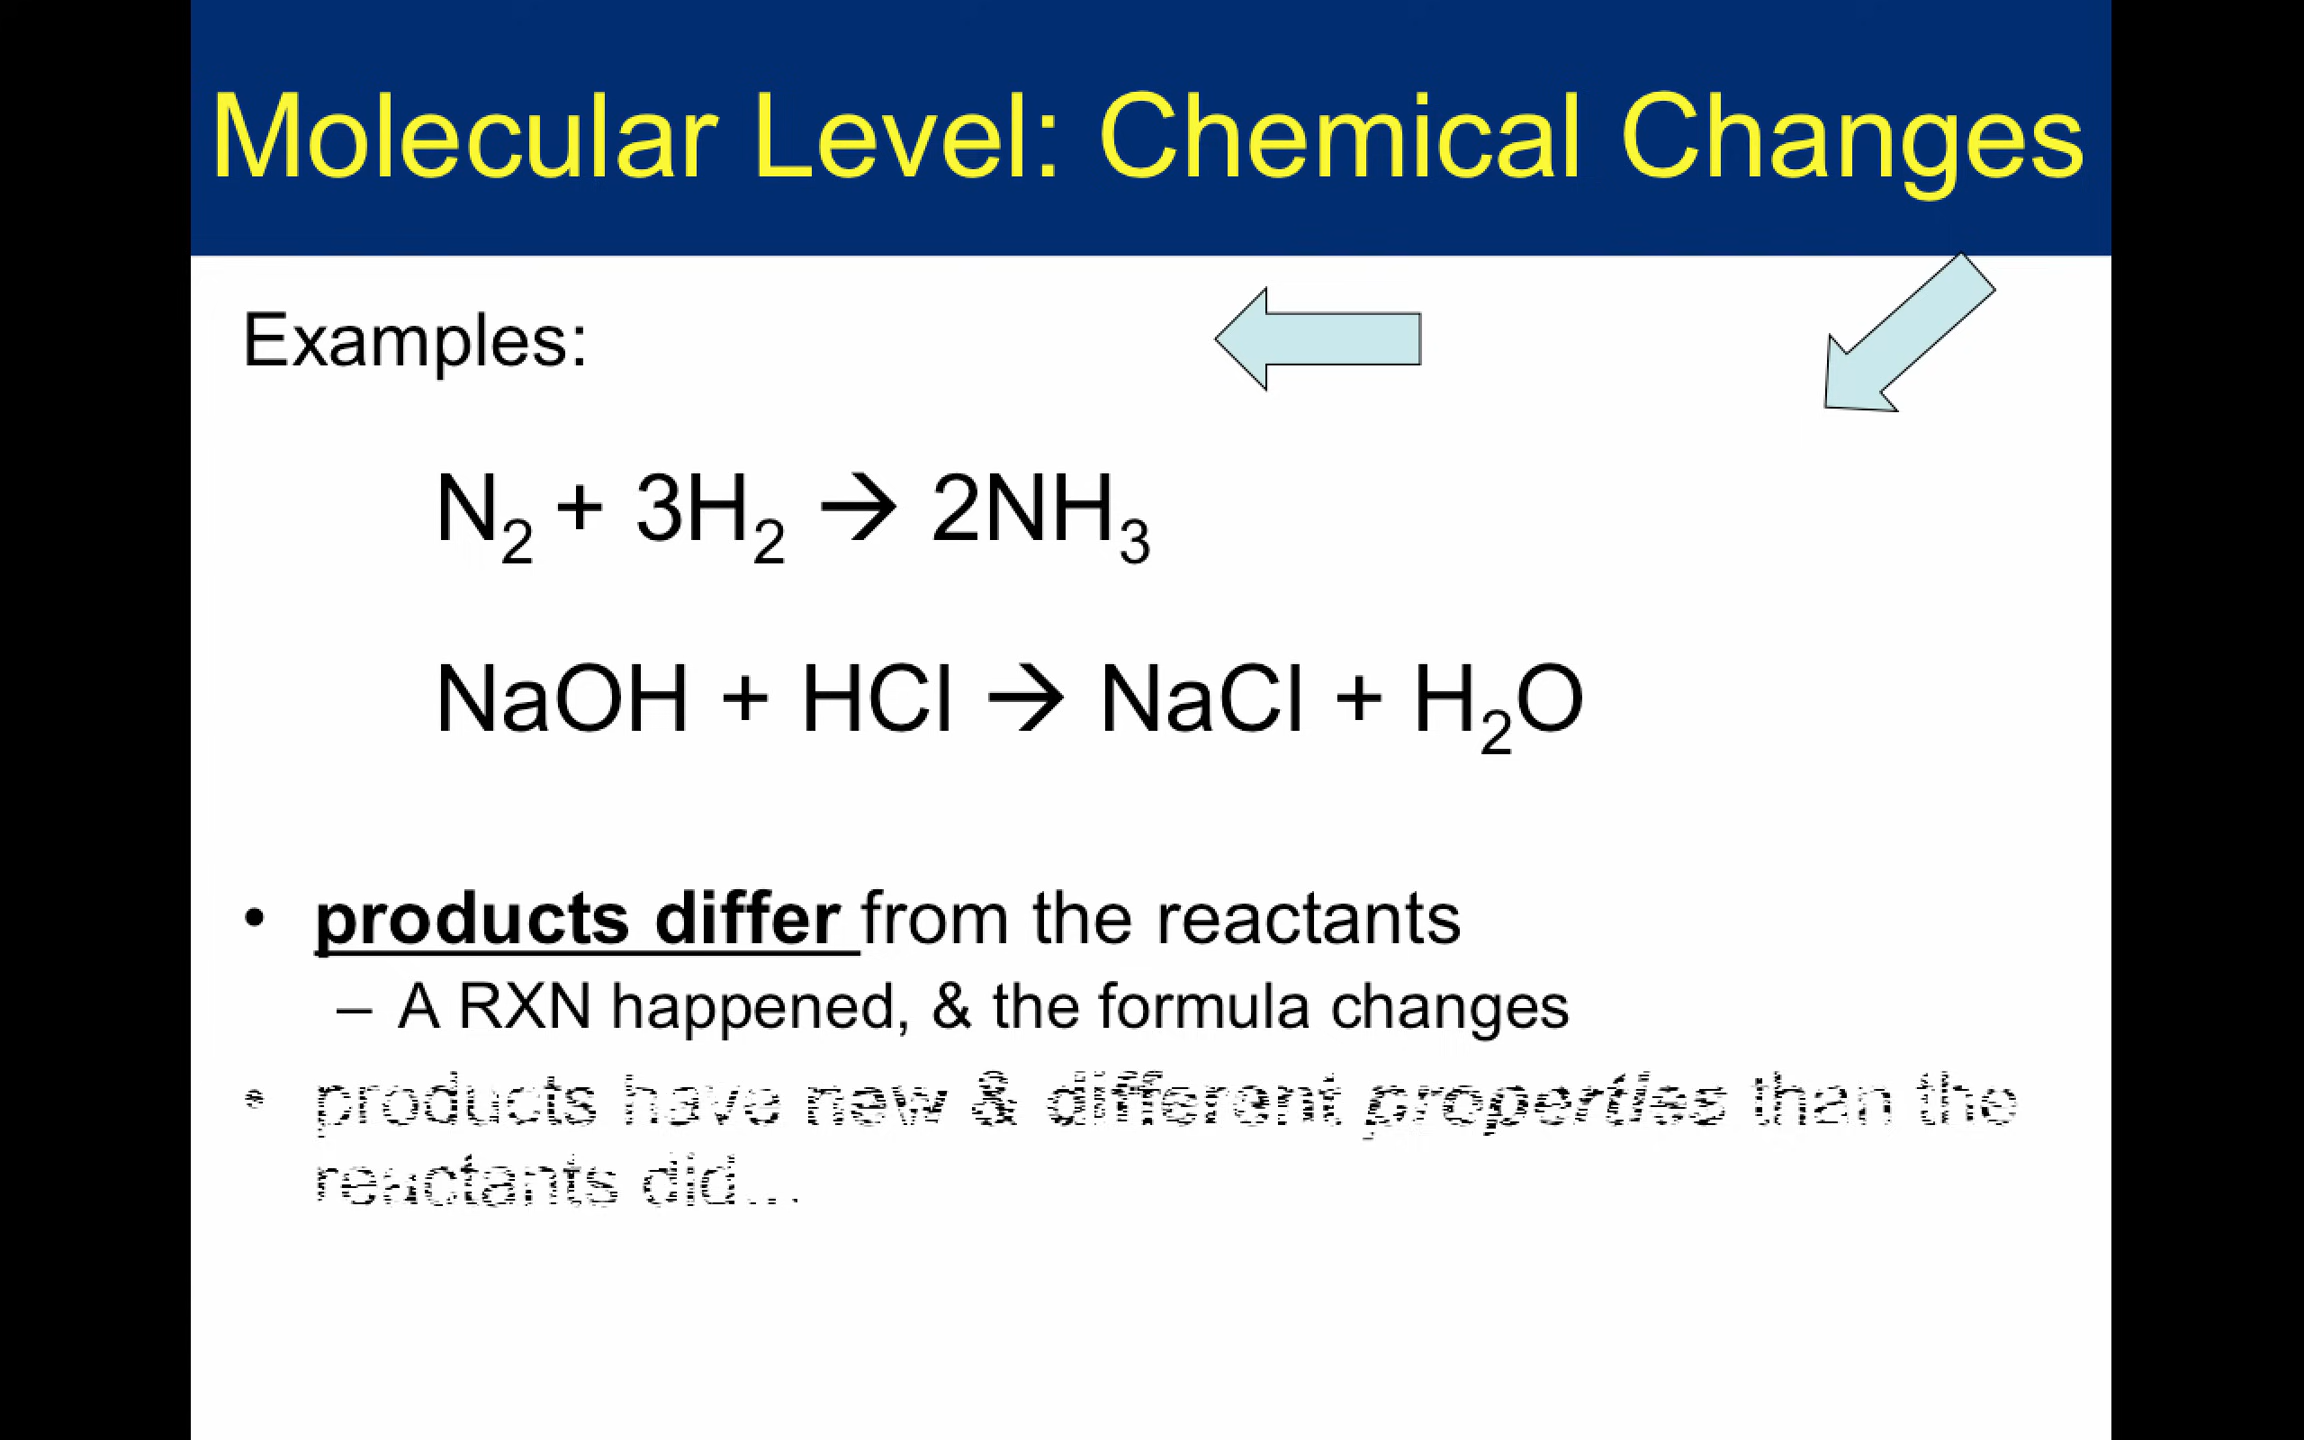 Molecular Level: Chemical Changes
Examples:
N₂ + 3H₂ → 2NH₃
NaOH + HCl → NaCl + H₂O
• products differ from the reactants
– A RXN happened, & the formula changes
• products have new & different properties than the
reactants did...